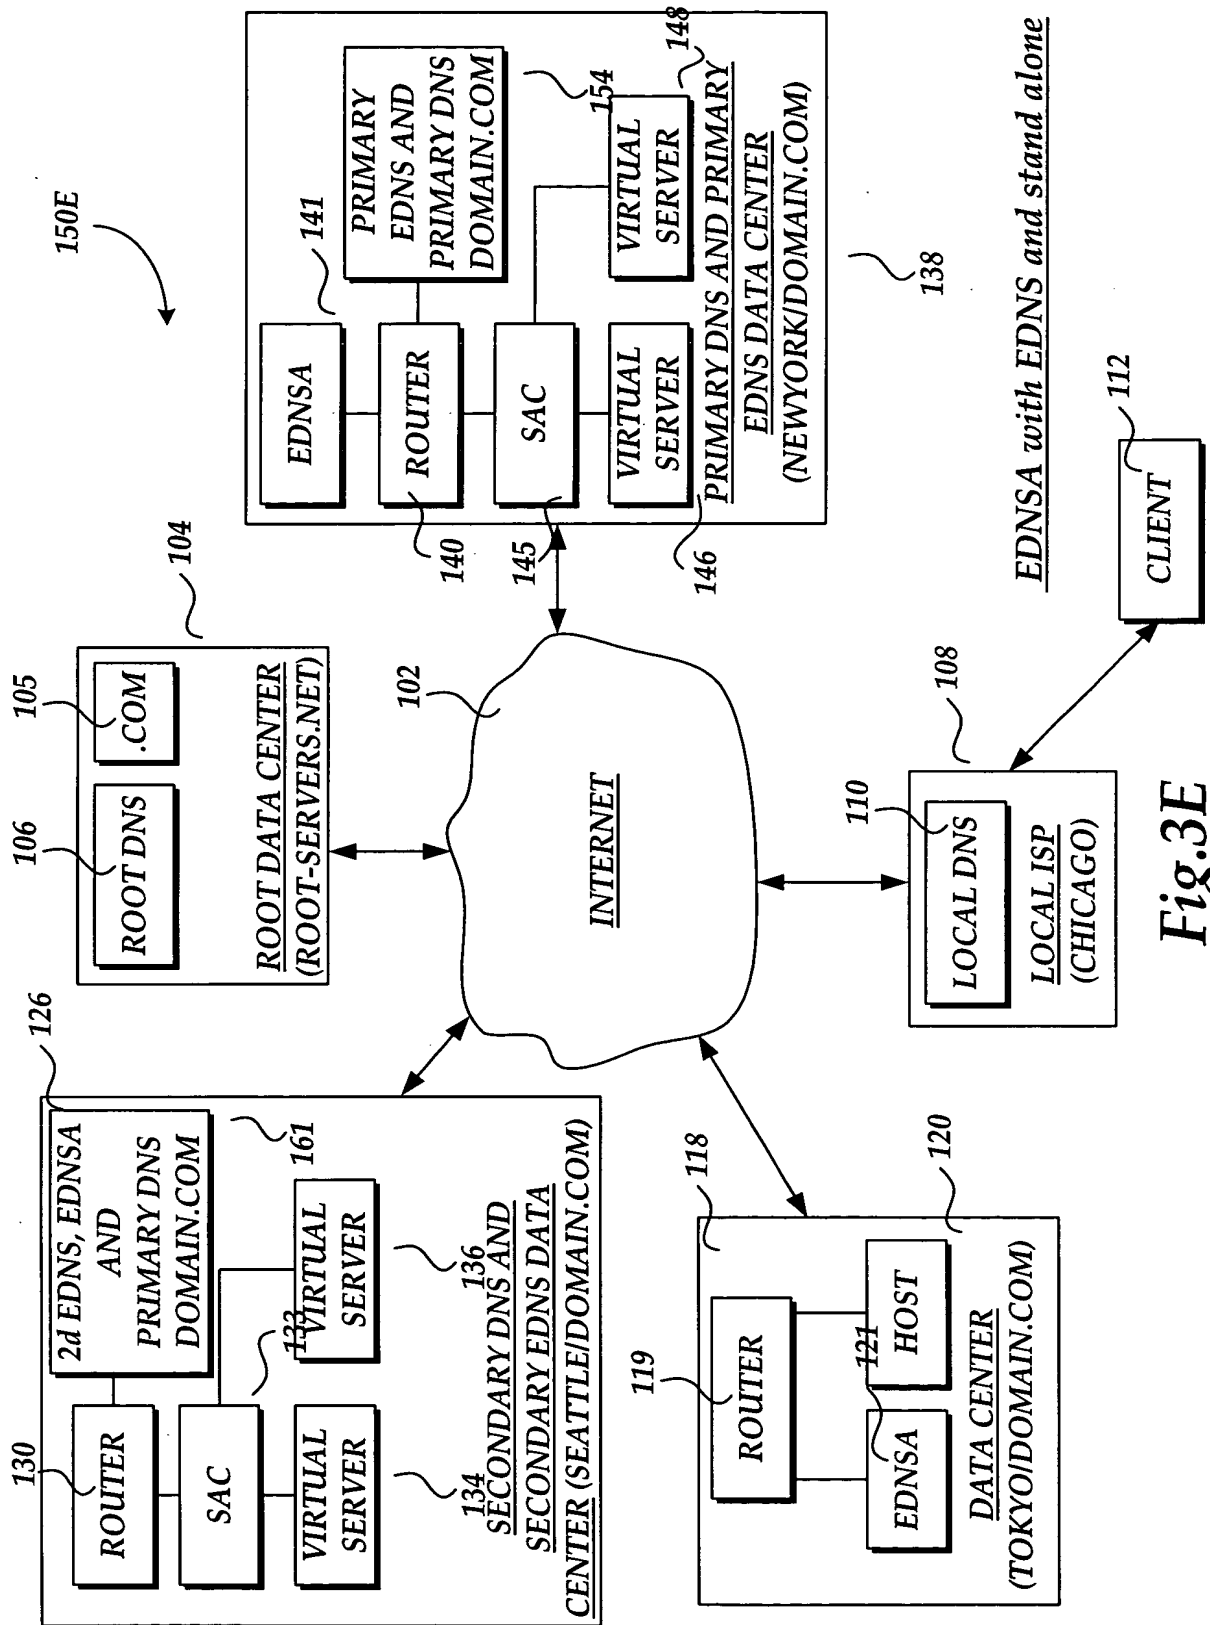 150E
126
2d EDNS, EDNSA
AND
PRIMARY DNS
DOMAIN.COM
161
130
ROUTER
SAC
133
VIRTUAL
SERVER
134
VIRTUAL
SERVER
136
SECONDARY DNS AND
SECONDARY EDNS DATA
CENTER (SEATTLE/DOMAIN.COM)
106
ROOT DNS
105
.COM
104
ROOT DATA CENTER
(ROOT-SERVERS.NET)
EDNSA
141
PRIMARY
EDNS AND
PRIMARY DNS
DOMAIN.COM
154
140
ROUTER
145
SAC
146
VIRTUAL
SERVER
VIRTUAL
SERVER
148
PRIMARY DNS AND PRIMARY
EDNS DATA CENTER
(NEWYORK/DOMAIN.COM)
138
102
INTERNET
118
119
ROUTER
121
EDNSA
HOST
120
DATA CENTER
(TOKYO/DOMAIN.COM)
110
108
LOCAL DNS
LOCAL ISP
(CHICAGO)
112
CLIENT
EDNSA with EDNS and stand alone
Fig.3E